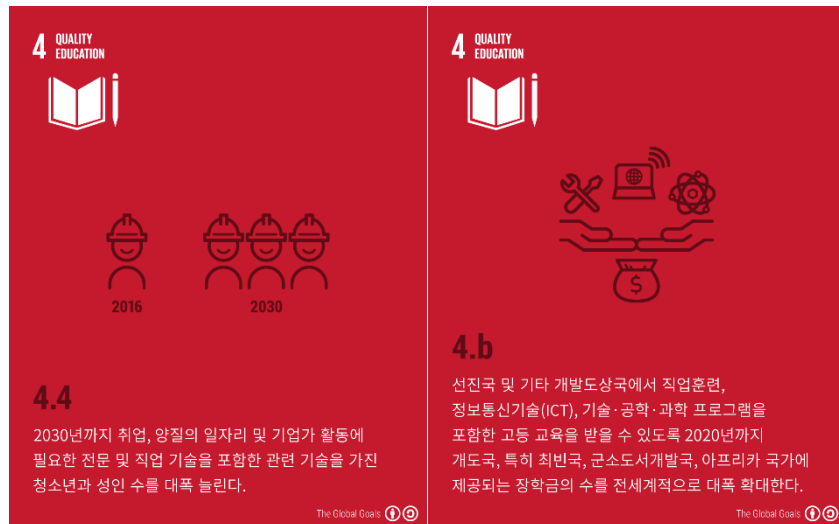 4 QUALITY
EDUCATION
2016 2030
4.4
2030년까지 취업, 양질의 일자리 및 기업가 활동에
필요한 전문 및 직업 기술을 포함한 관련 기술을 가진
청소년과 성인 수를 대폭 늘린다.
The Global Goals
4 QUALITY
EDUCATION
$
4.b
선진국 및 기타 개발도상국에서 직업훈련,
정보통신기술(ICT), 기술·공학·과학 프로그램을
포함한 고등 교육을 받을 수 있도록 2020년까지
개도국, 특히 최빈국, 군소도서개발국, 아프리카 국가에
제공되는 장학금의 수를 전세계적으로 대폭 확대한다.
The Global Goals